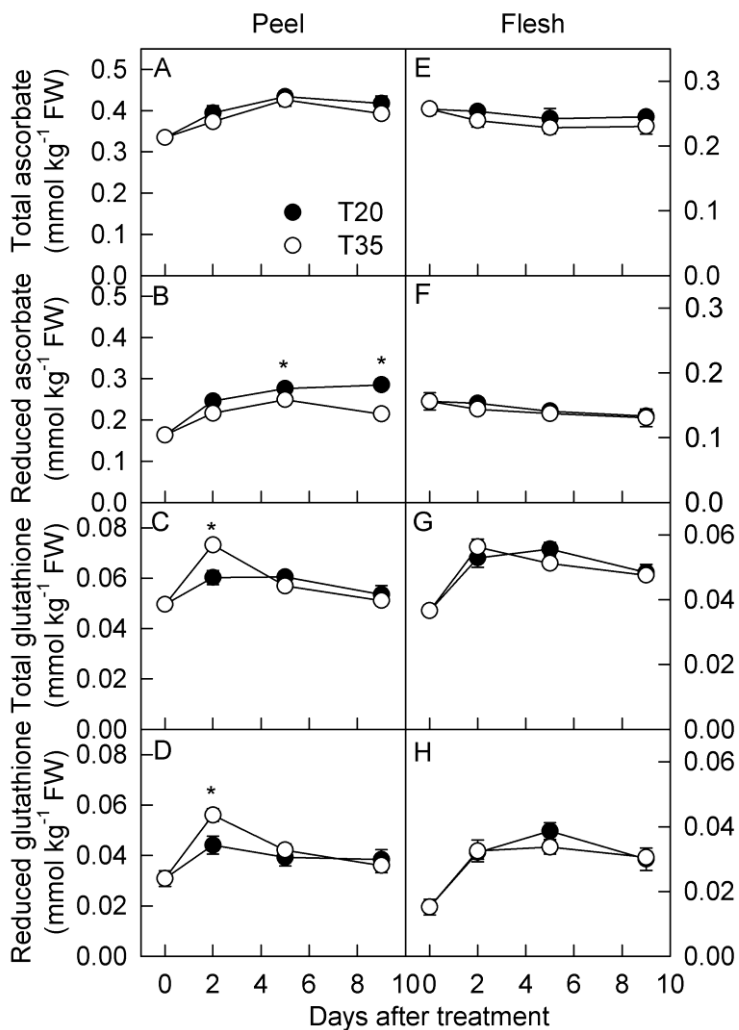 Peel Flesh
A E
Total ascorbate
(mmol kg⁻¹ FW)
0.5
0.4
0.3
0.2
0.1
0.0
T20
T35
0.3
0.2
0.1
0.0
B F
Reduced ascorbate
(mmol kg⁻¹ FW)
0.5
0.4
0.3
0.2
0.1
0.0
* *
0.3
0.2
0.1
0.0
C G
Total glutathione
(mmol kg⁻¹ FW)
0.08
0.06
0.04
0.02
0.00
*
0.06
0.04
0.02
0.00
D H
Reduced glutathione
(mmol kg⁻¹ FW)
0.08
0.06
0.04
0.02
0.00
*
0.06
0.04
0.02
0.00
0 2 4 6 8 10 0 2 4 6 8 10
Days after treatment